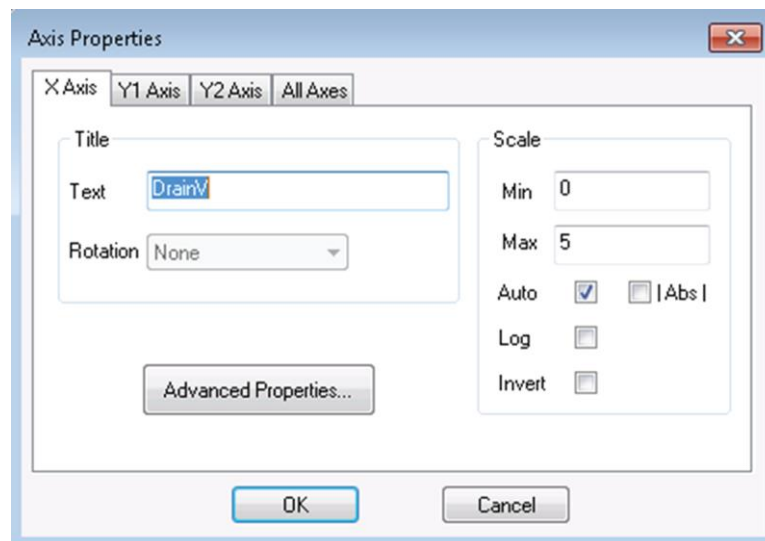 Axis Properties
X Axis Y1 Axis Y2 Axis All Axes
Title
Text DrainV
Rotation None
Advanced Properties...
Scale
Min 0
Max 5
Auto |Abs|
Log
Invert
OK Cancel